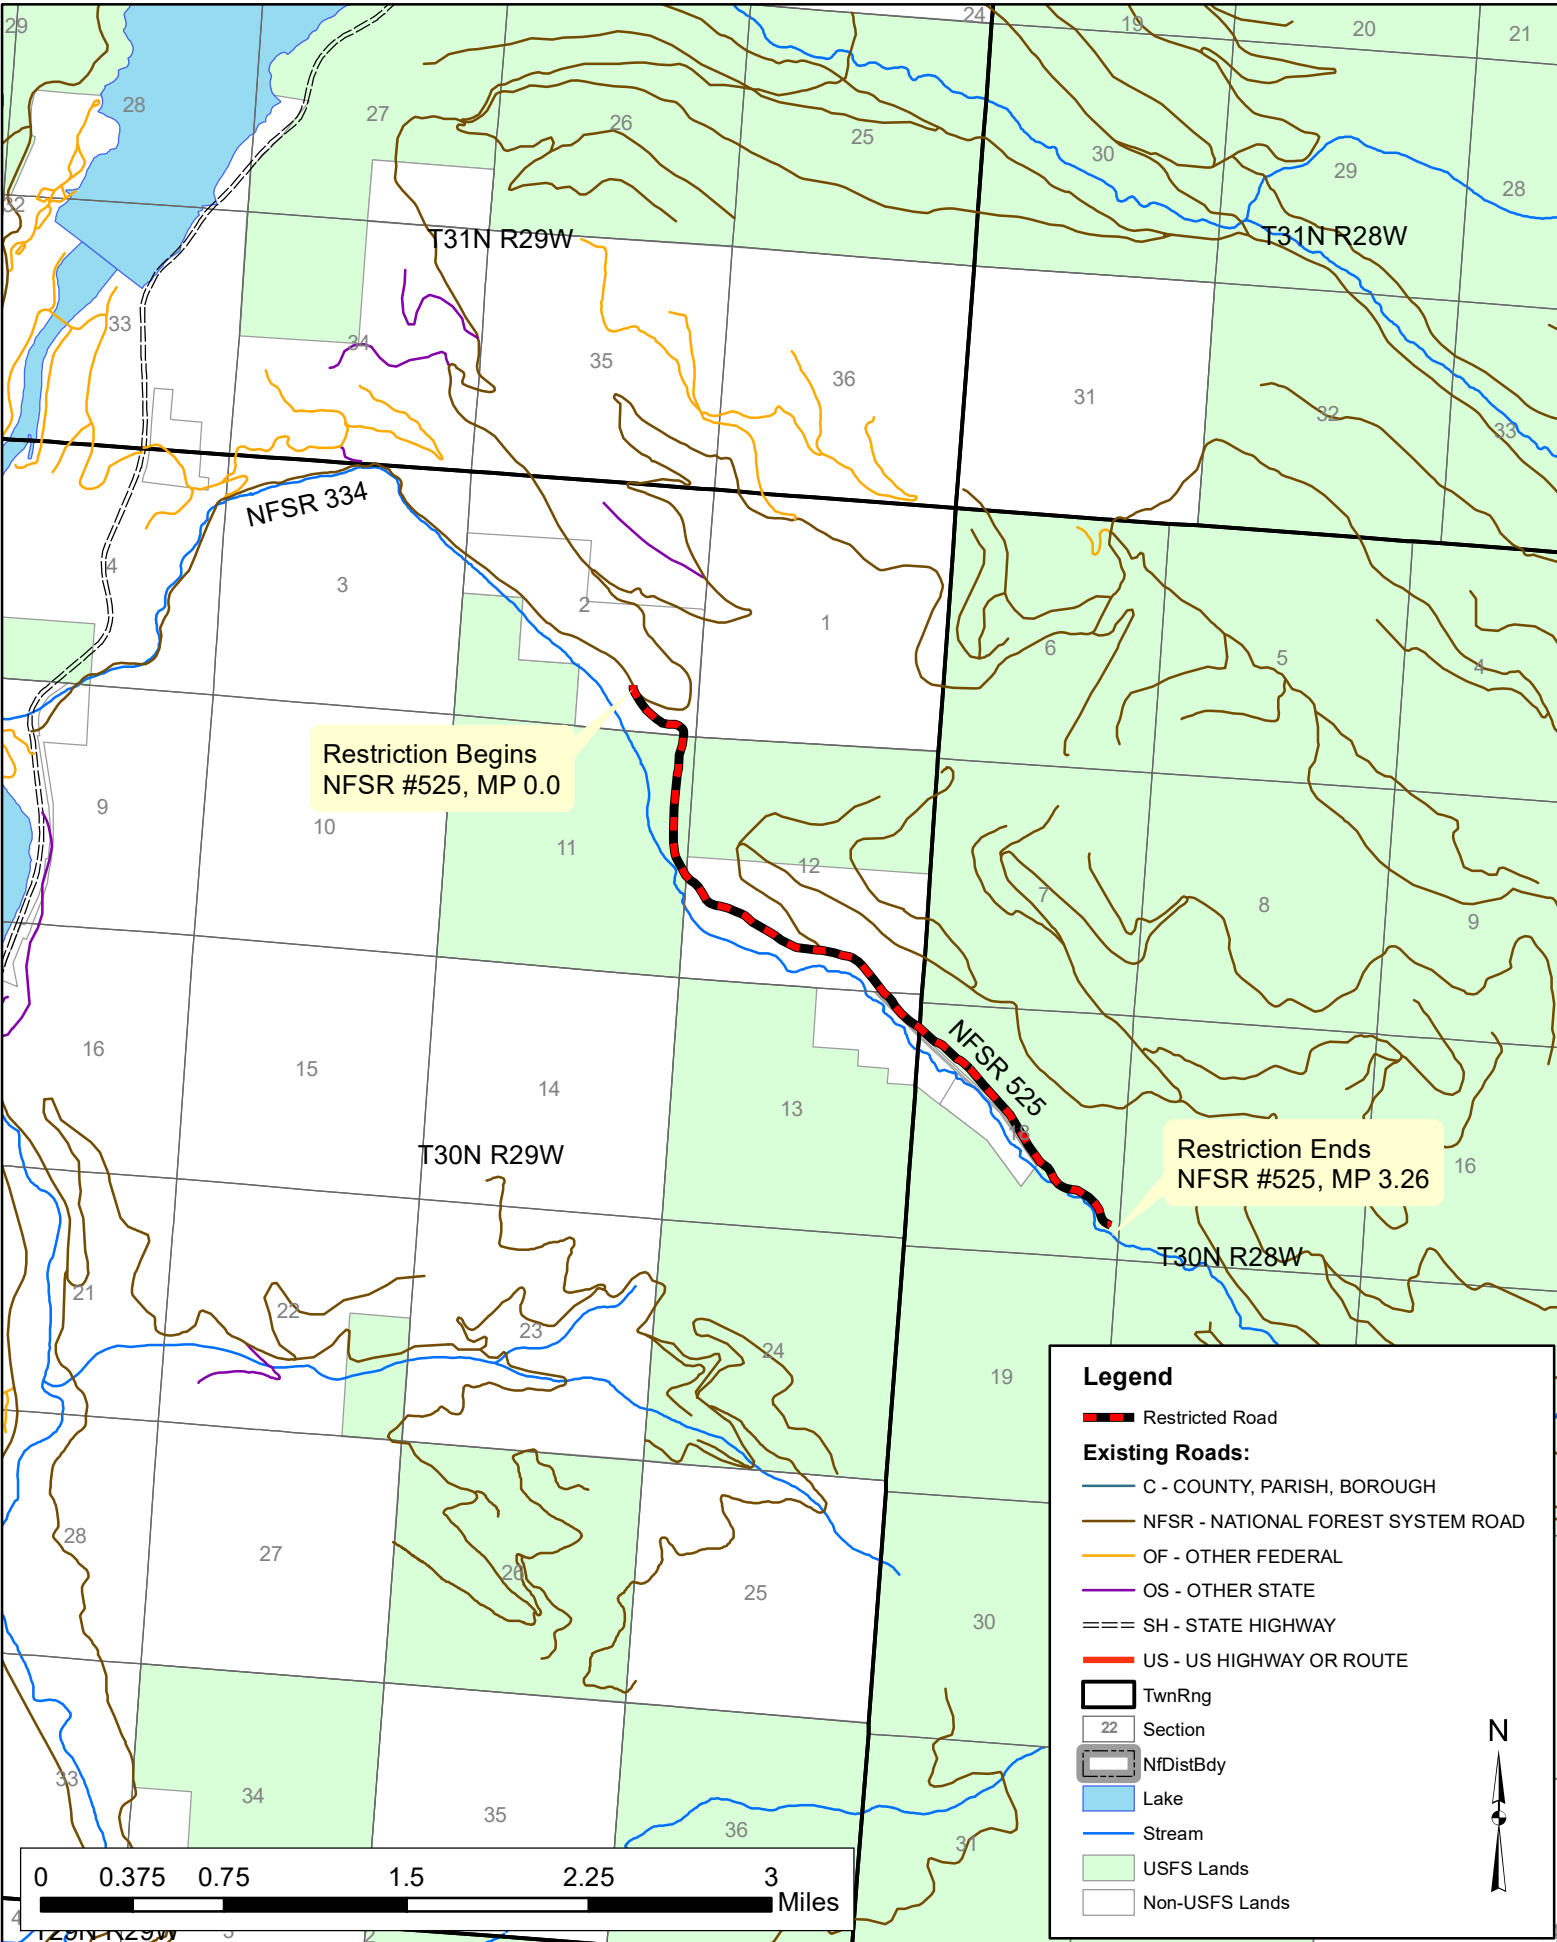 29
24
19
20
21
28
27
26
25
30
29
28
32
T31N R29W
T31N R28W
33
34
35
36
31
32
33
NFSR 334
4
3
2
1
6
5
4
Restriction Begins
NFSR #525, MP 0.0
9
10
11
12
7
8
9
NFSR 525
16
15
14
13
18
16
Restriction Ends
NFSR #525, MP 3.26
T30N R29W
T30N R28W
21
22
23
24
19
28
27
26
25
30
33
34
35
36
31
Legend
Restricted Road
Existing Roads:
C - COUNTY, PARISH, BOROUGH
NFSR - NATIONAL FOREST SYSTEM ROAD
OF - OTHER FEDERAL
OS - OTHER STATE
SH - STATE HIGHWAY
US - US HIGHWAY OR ROUTE
TwnRng
22 Section
NfDistBdy
Lake
Stream
USFS Lands
Non-USFS Lands
N
0 0.375 0.75 1.5 2.25 3
Miles
4
T29N R29W
3
2